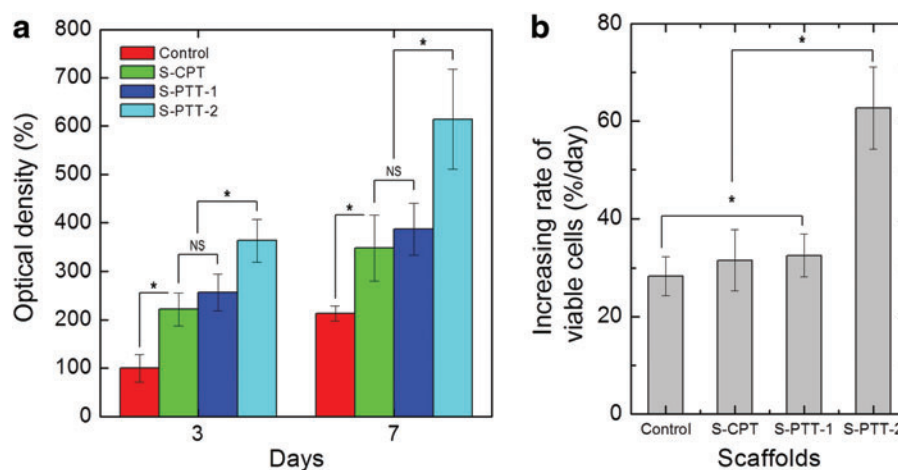 a
800
700
600
500
400
300
200
100
0
Optical density (%)
Control
S-CPT
S-PTT-1
S-PTT-2
*
NS
*
*
NS
*
3
7
Days
b
80
60
40
20
0
Increasing rate of
viable cells (%/day)
*
*
Control
S-CPT
S-PTT-1
S-PTT-2
Scaffolds